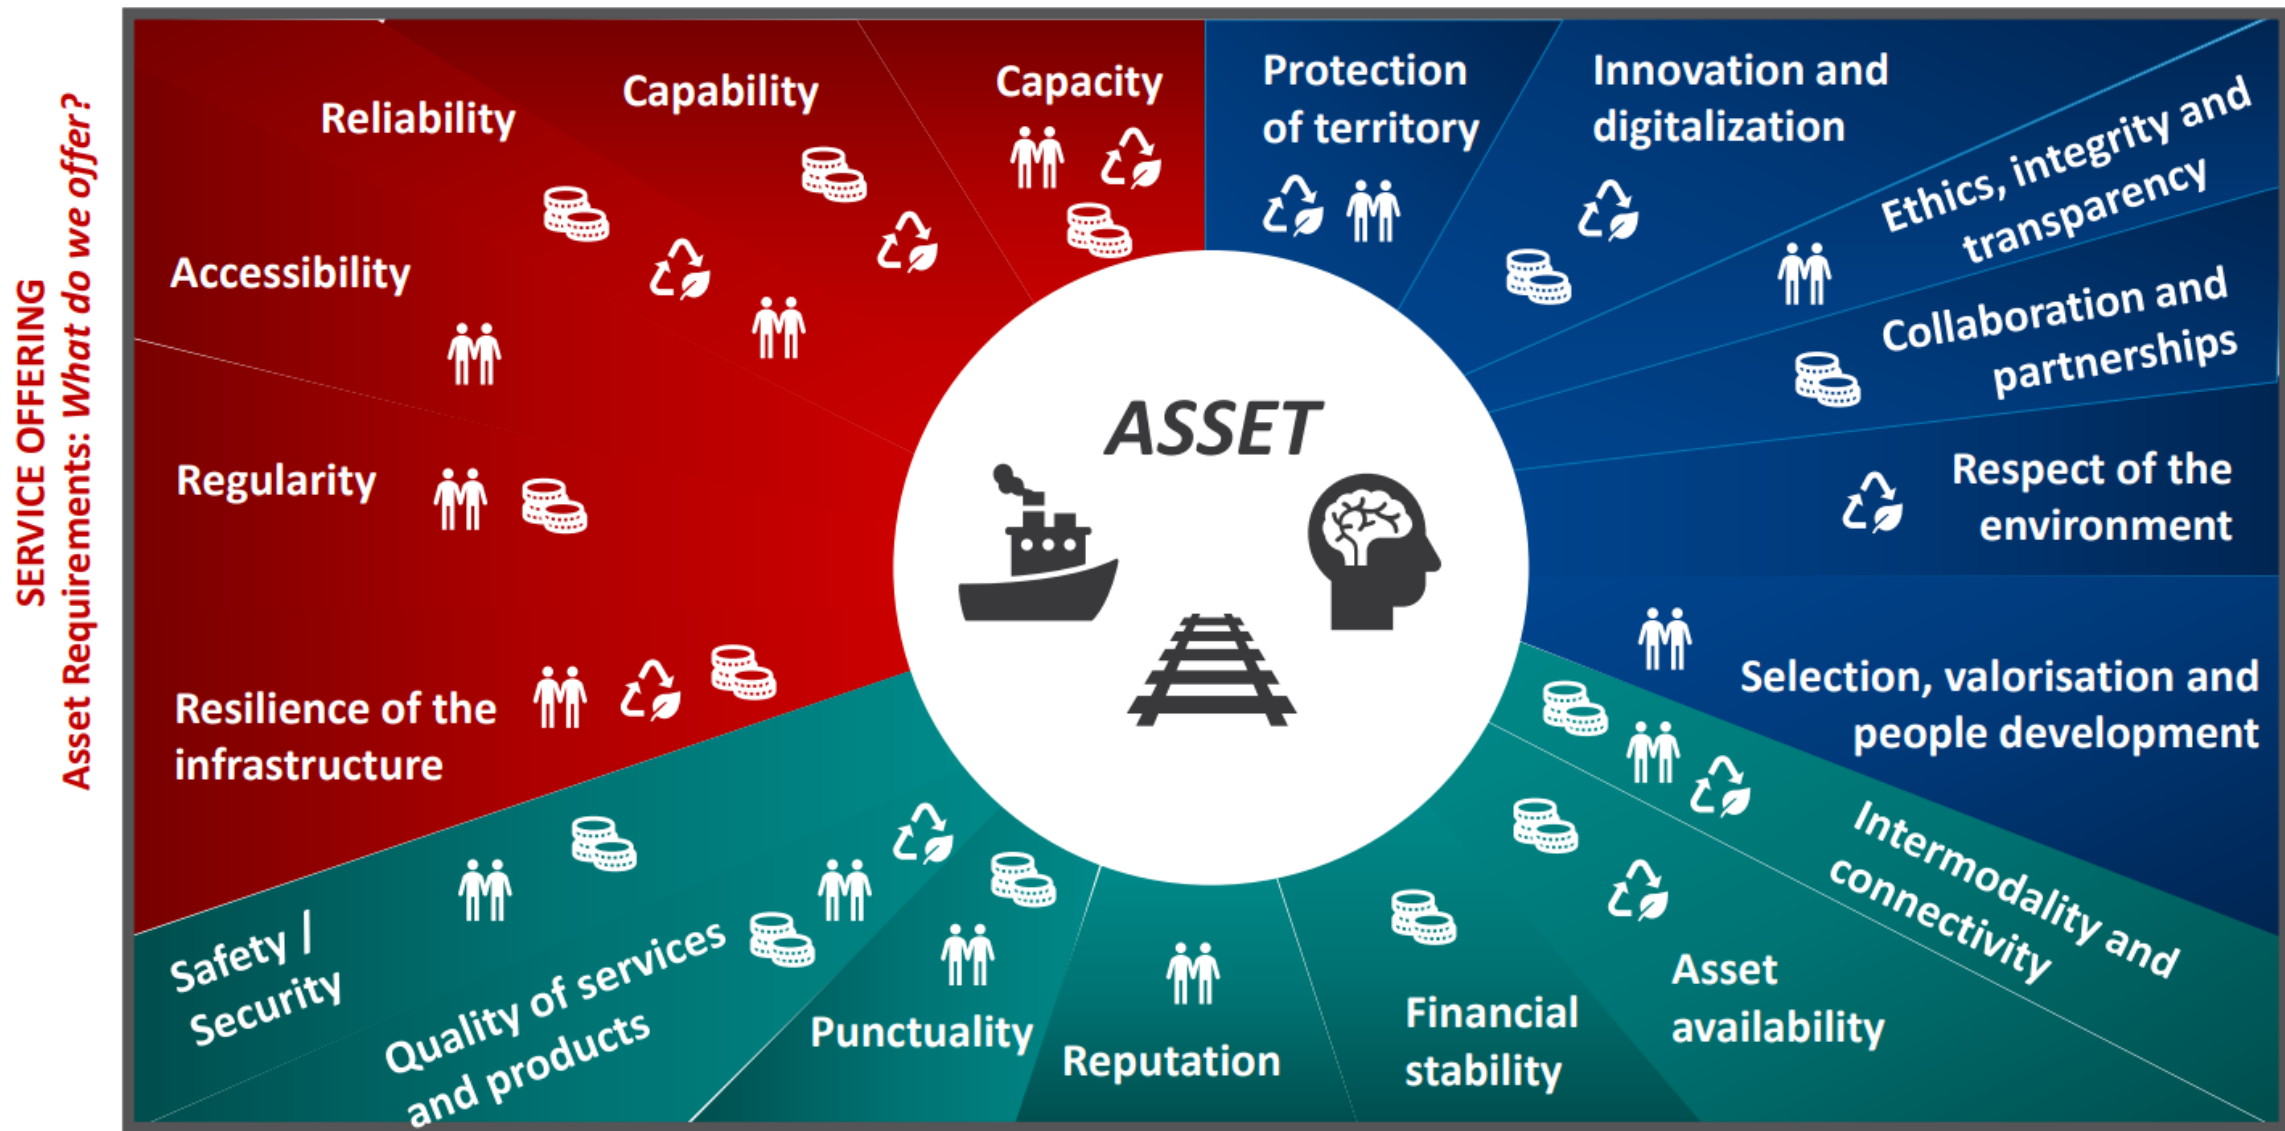 SERVICE OFFERING
Asset Requirements: What do we offer?
Reliability
Capability
Capacity
Accessibility
Regularity
Resilience of the
infrastructure
Protection
of territory
Innovation and
digitalization
Ethics, integrity and
transparency
Collaboration and
partnerships
Respect of the
environment
Selection, valorisation and
people development
ASSET
Safety /
Security
Quality of services
and products
Punctuality
Reputation
Financial
stability
Asset
availability
Intermodality and
connectivity